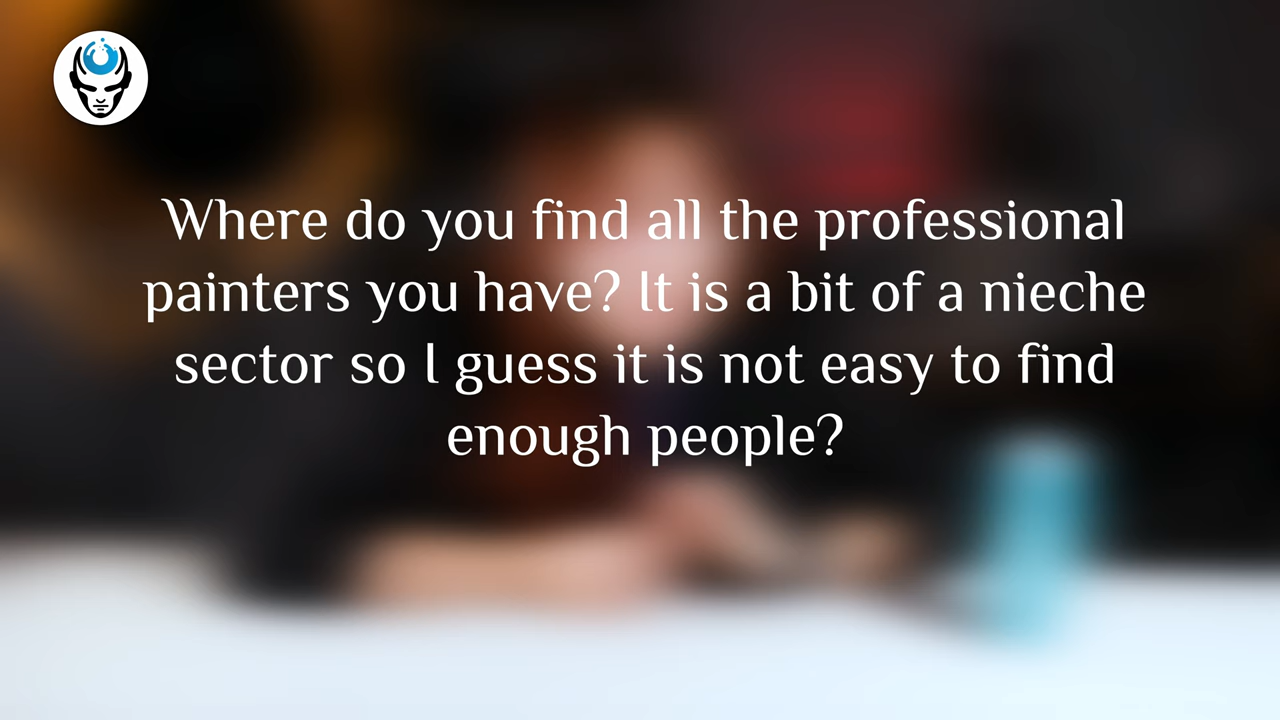 Where do you find all the professional
painters you have? It is a bit of a nieche
sector so I guess it is not easy to find
enough people?